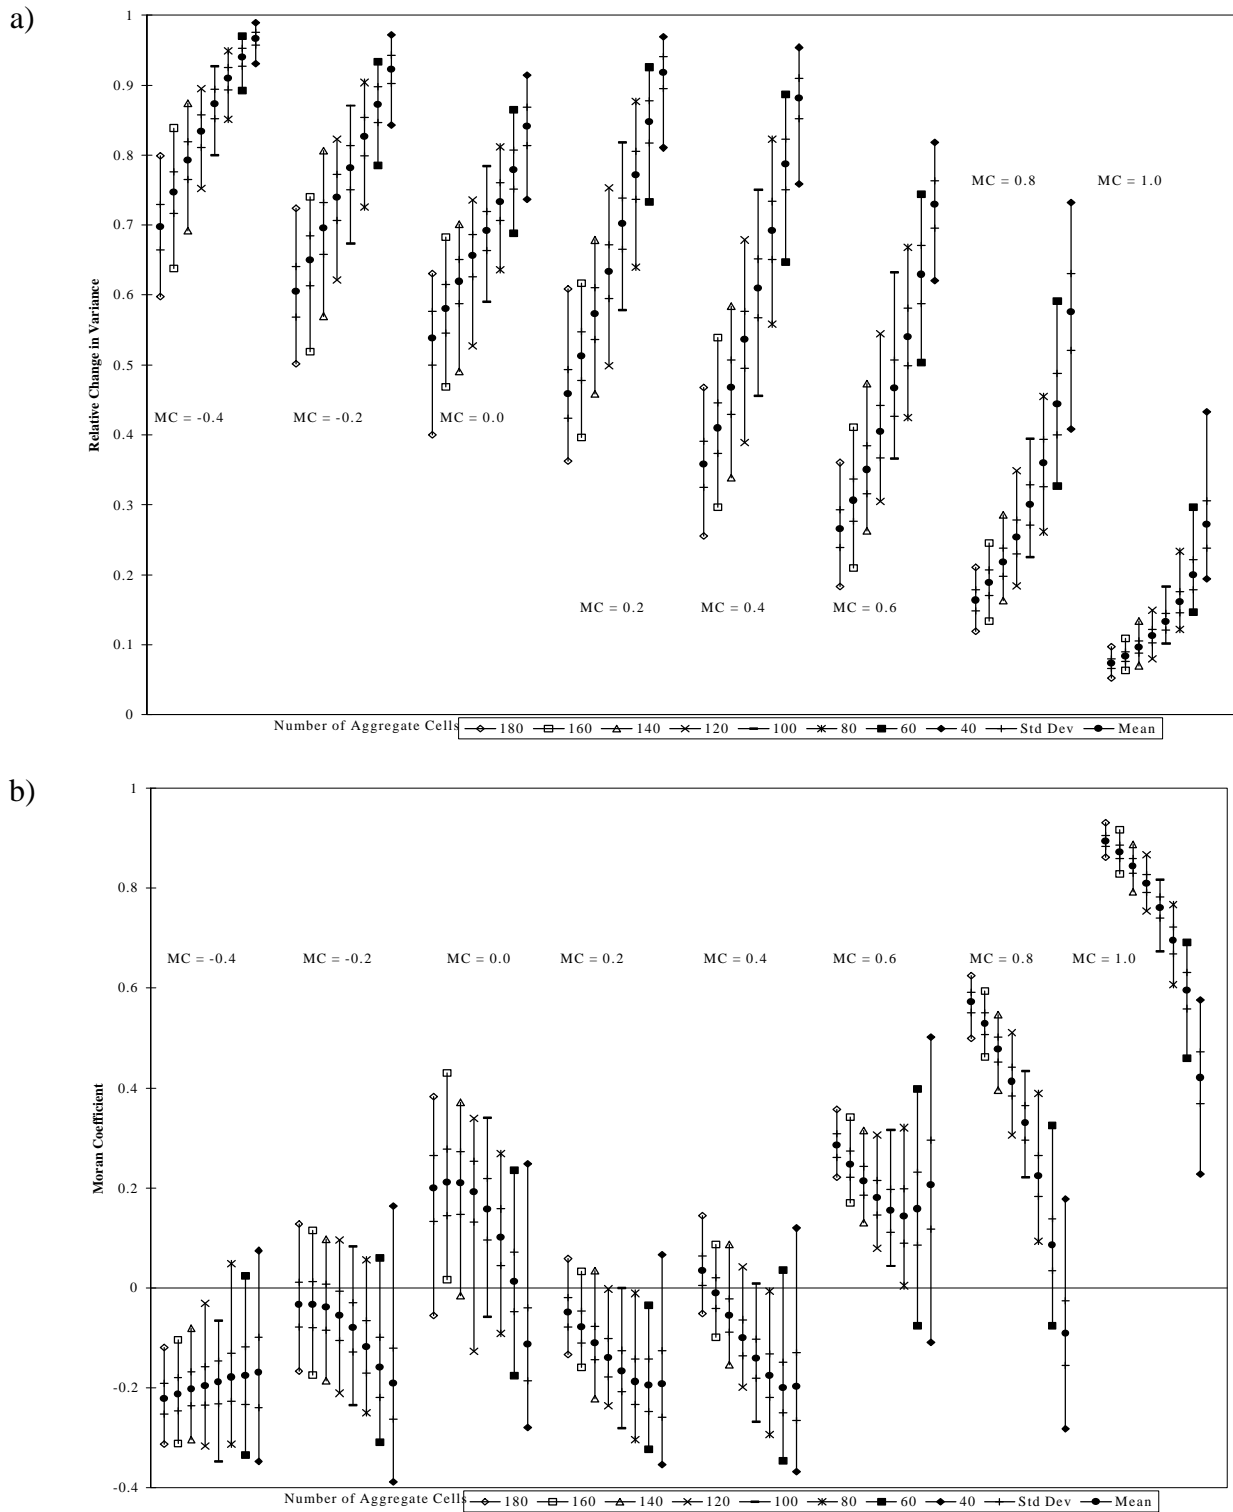 a)
1
0.9
0.8
0.7
0.6
0.5
0.4
0.3
0.2
0.1
0
Relative Change in Variance
MC = 0.8 MC = 1.0
MC = -0.4 MC = -0.2 MC = 0.0
MC = 0.2 MC = 0.4 MC = 0.6
Number of Aggregate Cells 180 160 140 120 100 80 60 40 Std Dev Mean
b)
1
0.8
0.6
0.4
0.2
0
-0.2
-0.4
Moran Coefficient
MC = -0.4 MC = -0.2 MC = 0.0 MC = 0.2 MC = 0.4 MC = 0.6 MC = 0.8 MC = 1.0
Number of Aggregate Cells 180 160 140 120 100 80 60 40 Std Dev Mean